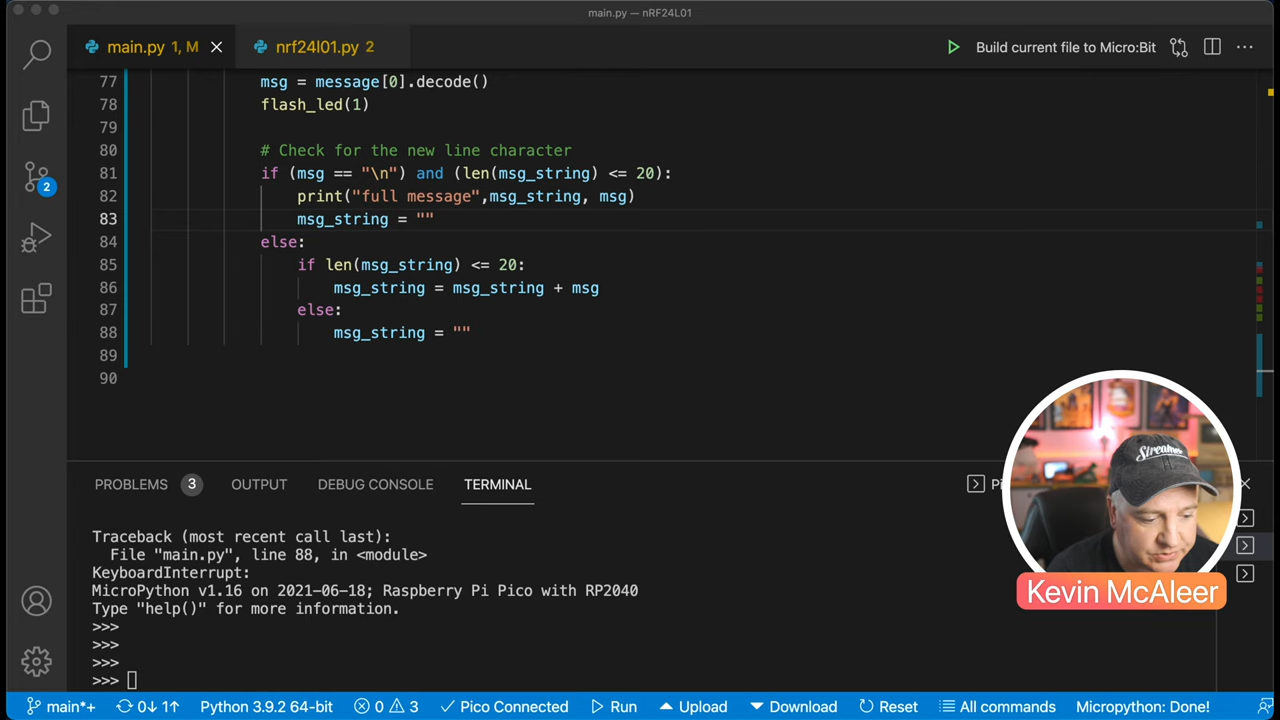 main.py — nRF24L01
main.py 1, M
nrf24l01.py 2
Build current file to Micro:Bit
77 msg = message[0].decode()
78 flash_led(1)
79
80 # Check for the new line character
81 if (msg == "\n") and (len(msg_string) <= 20):
82 print("full message",msg_string, msg)
83 msg_string = ""
84 else:
85 if len(msg_string) <= 20:
86 msg_string = msg_string + msg
87 else:
88 msg_string = ""
89
90
PROBLEMS 3 OUTPUT DEBUG CONSOLE TERMINAL
Traceback (most recent call last):
File "main.py", line 88, in <module>
KeyboardInterrupt:
MicroPython v1.16 on 2021-06-18; Raspberry Pi Pico with RP2040
Type "help()" for more information.
>>>
>>>
>>>
>>>
Streamer
Kevin McAleer
2
main*+ 0↓ 1↑ Python 3.9.2 64-bit 0 3 Pico Connected Run Upload Download Reset All commands Micropython: Done!